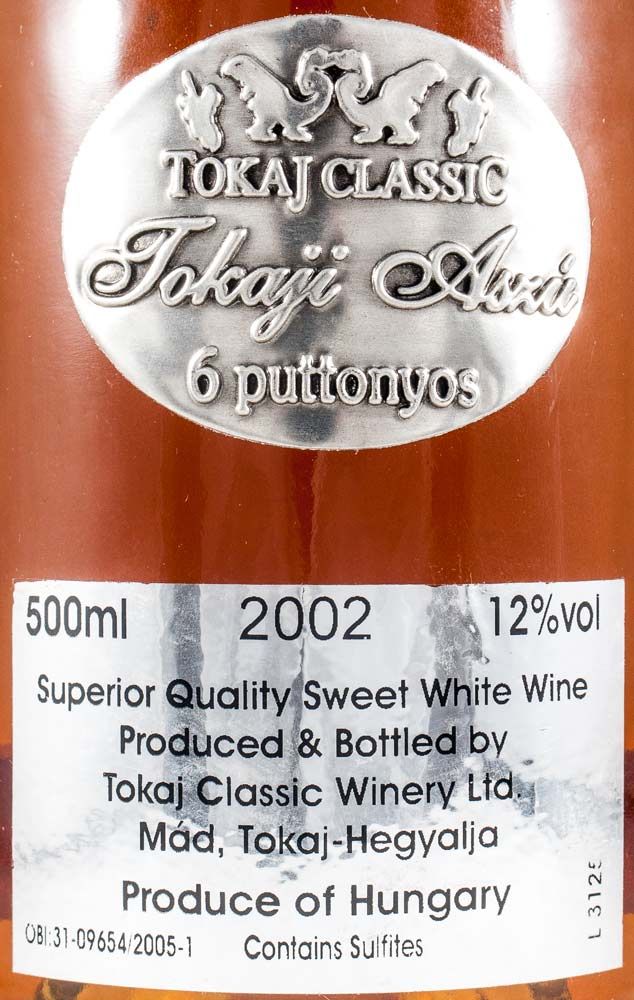 TOKAJ CLASSIC
Tokaji Aszú
6 puttonyos
500ml 2002 12%vol
Superior Quality Sweet White Wine
Produced & Bottled by
Tokaj Classic Winery Ltd.
Mád, Tokaj-Hegyalja
Produce of Hungary
OBI:31-09654/2005-1 Contains Sulfites
L 3125